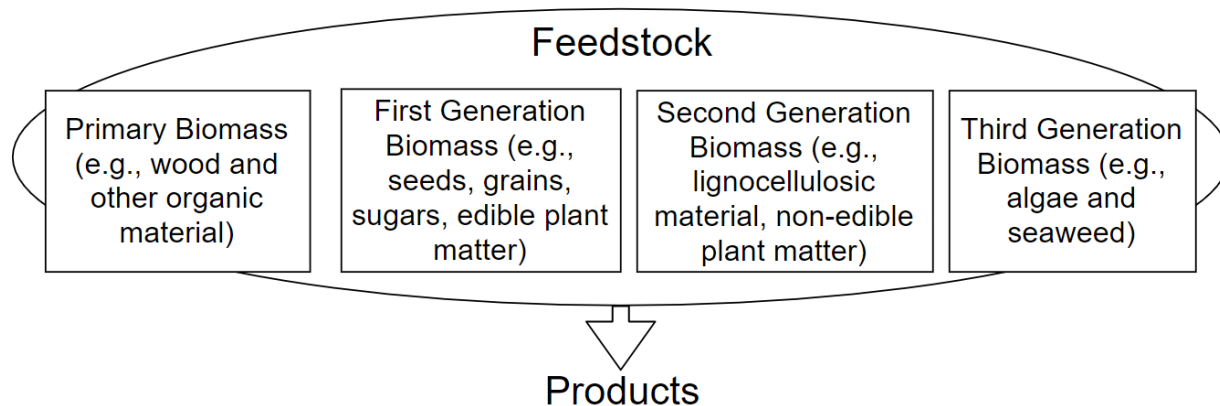 Feedstock
Primary Biomass
(e.g., wood and
other organic
material)
First Generation
Biomass (e.g.,
seeds, grains,
sugars, edible plant
matter)
Second Generation
Biomass (e.g.,
lignocellulosic
material, non-edible
plant matter)
Third Generation
Biomass (e.g.,
algae and
seaweed)
Products